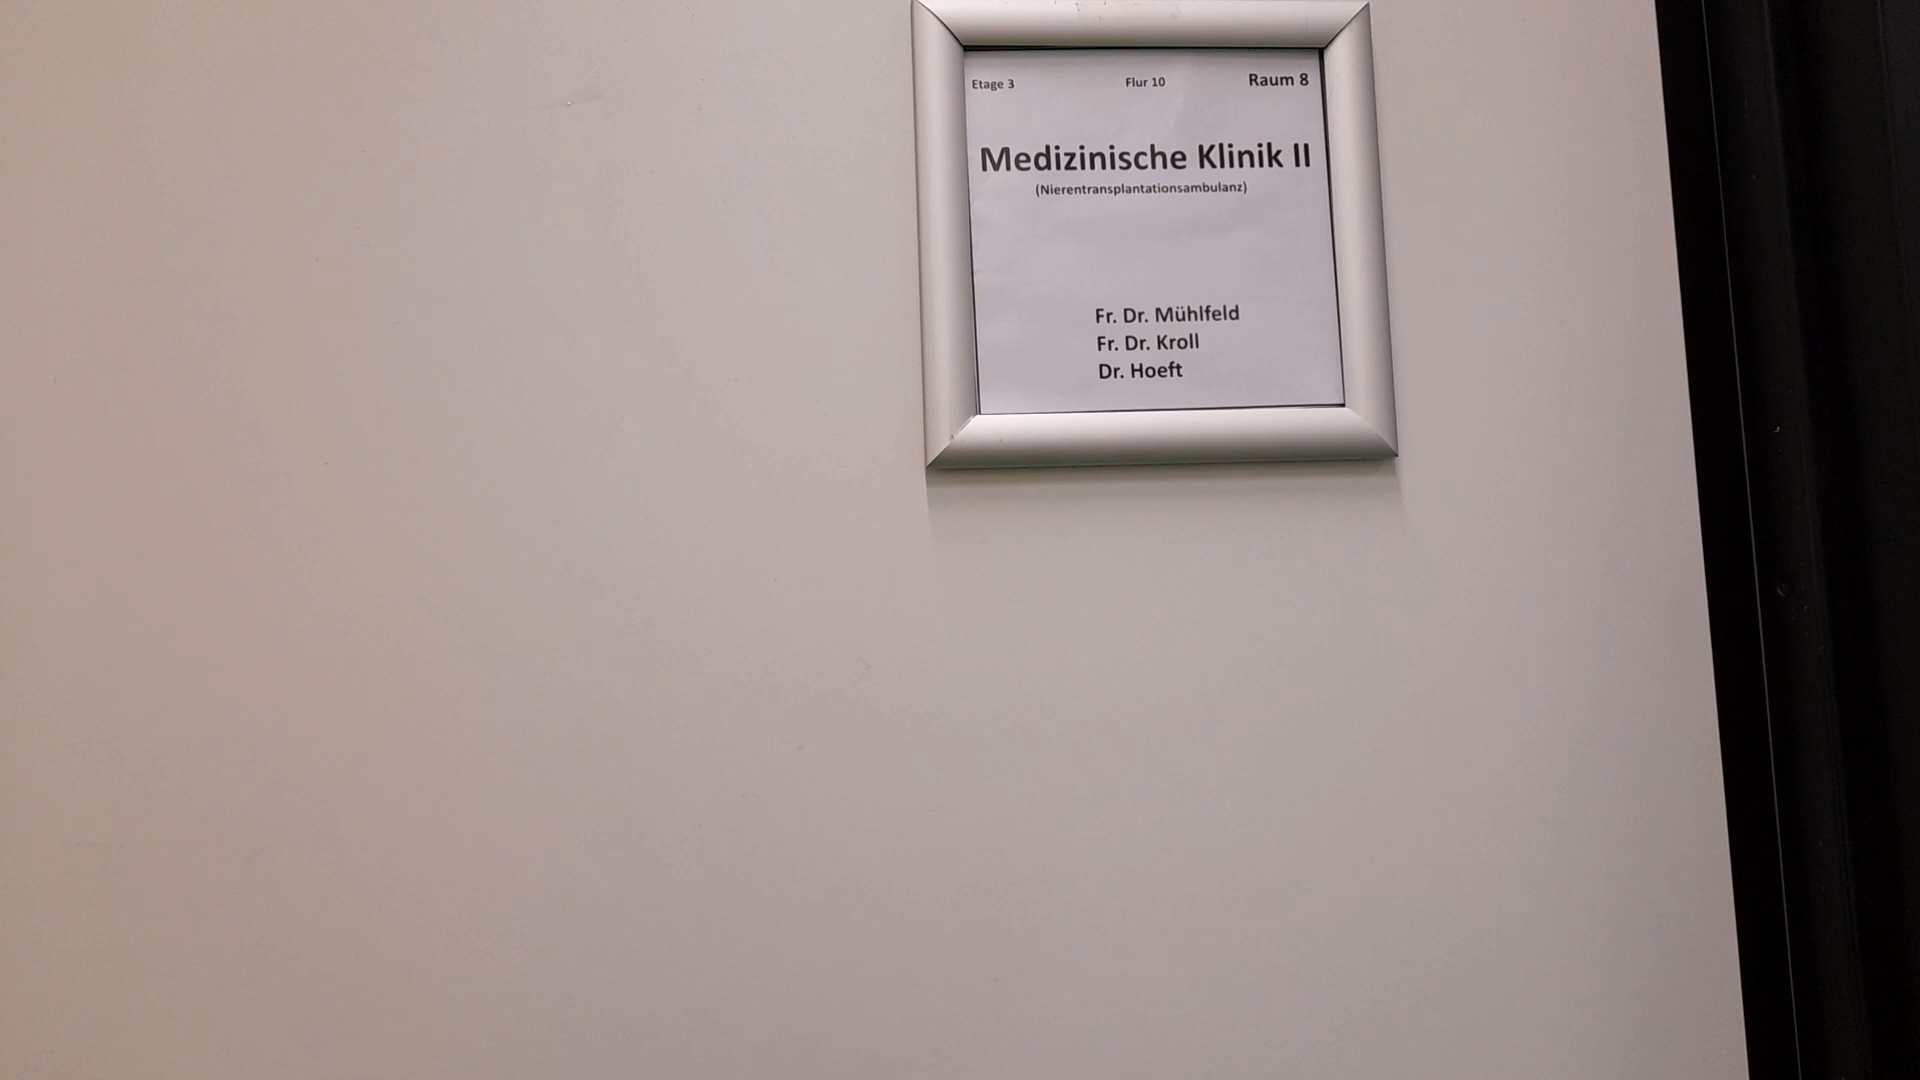 Etage 3 Flur 10 Raum 8
Medizinische Klinik II
(Nierentransplantationsambulanz)
Fr. Dr. Mühlfeld
Fr. Dr. Kroll
Dr. Hoeft